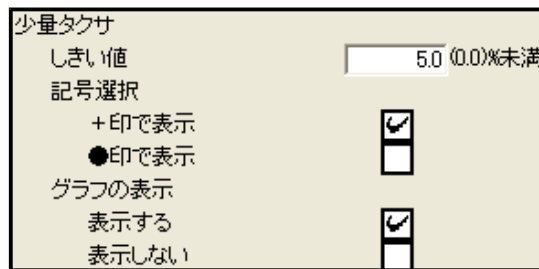 少量タクサ
しきい値 5.0 (0.0)%未満
記号選択
+印で表示
●印で表示
グラフの表示
表示する
表示しない